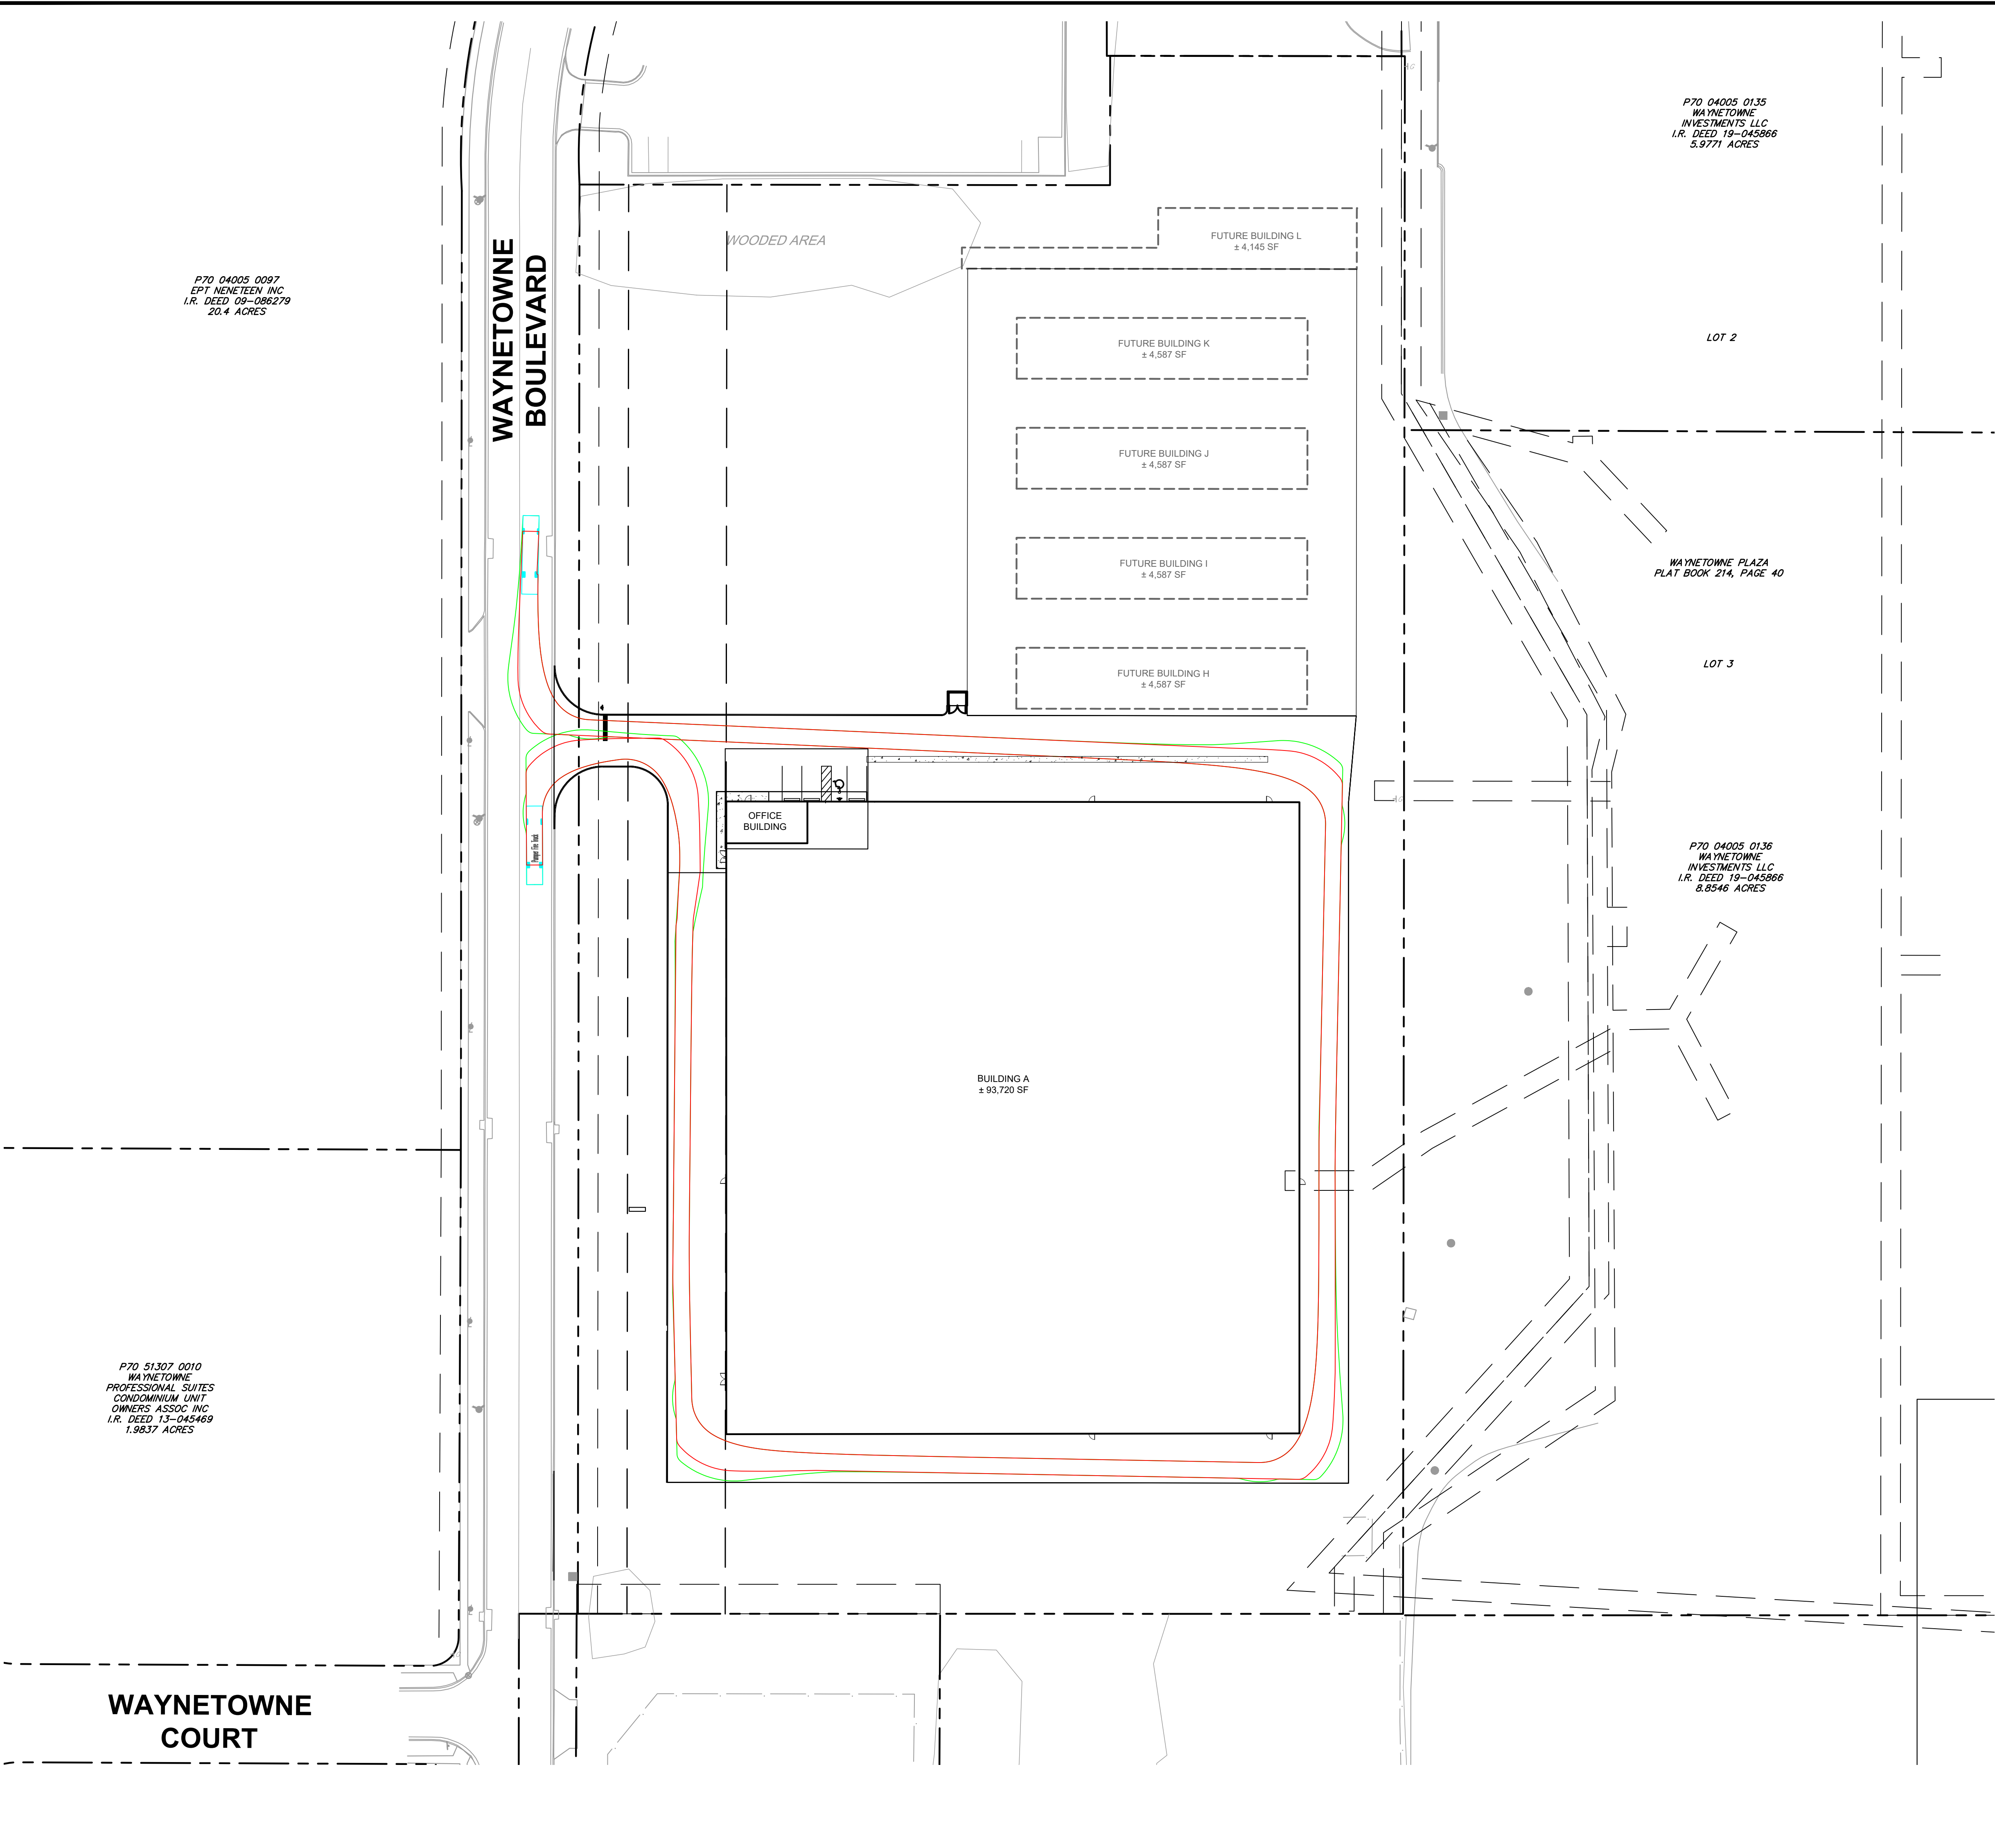 P70 04005 0135
WAYNETOWNE
INVESTMENTS LLC
I.R. DEED 19-045866
5.9771 ACRES
WOODED AREA
FUTURE BUILDING L
± 4,145 SF
WAYNETOWNE
BOULEVARD
P70 04005 0097
EPT NENETEEN INC
I.R. DEED 09-086279
20.4 ACRES
FUTURE BUILDING K
± 4,587 SF
LOT 2
FUTURE BUILDING J
± 4,587 SF
FUTURE BUILDING I
± 4,587 SF
WAYNETOWNE PLAZA
PLAT BOOK 214, PAGE 40
FUTURE BUILDING H
± 4,587 SF
LOT 3
OFFICE
BUILDING
Pumper Fire Truck
P70 04005 0136
WAYNETOWNE
INVESTMENTS LLC
I.R. DEED 19-045866
8.8546 ACRES
BUILDING A
± 93,720 SF
P70 51307 0010
WAYNETOWNE
PROFESSIONAL SUITES
CONDOMINIUM UNIT
OWNERS ASSOC INC
I.R. DEED 13-045469
1.9837 ACRES
WAYNETOWNE
COURT